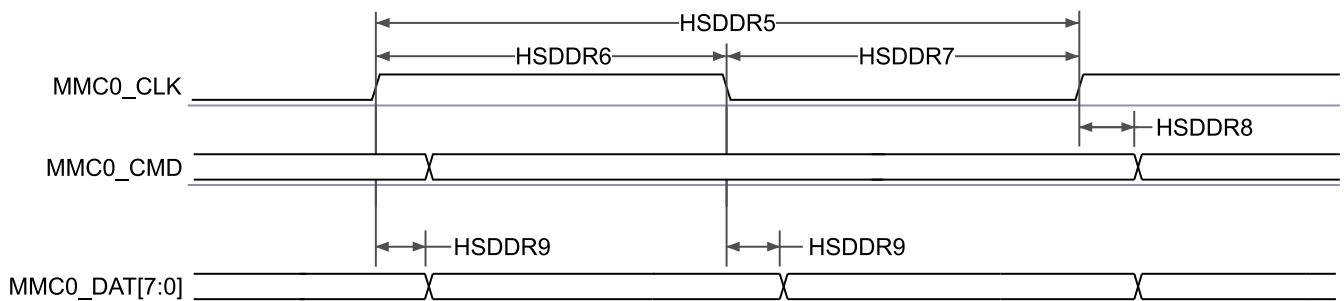 HSDDR5
HSDDR6 HSDDR7
MMC0_CLK
HSDDR8
MMC0_CMD
HSDDR9 HSDDR9
MMC0_DAT[7:0]